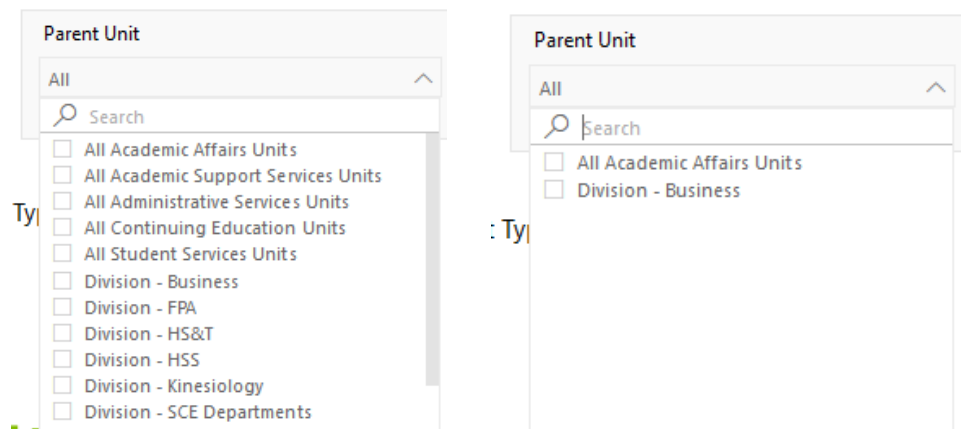 Parent Unit
All
Search
All Academic Affairs Units
All Academic Support Services Units
All Administrative Services Units
All Continuing Education Units
All Student Services Units
Division - Business
Division - FPA
Division - HS&T
Division - HSS
Division - Kinesiology
Division - SCE Departments
Typ
Parent Unit
All
Search
All Academic Affairs Units
Division - Business
: Typ